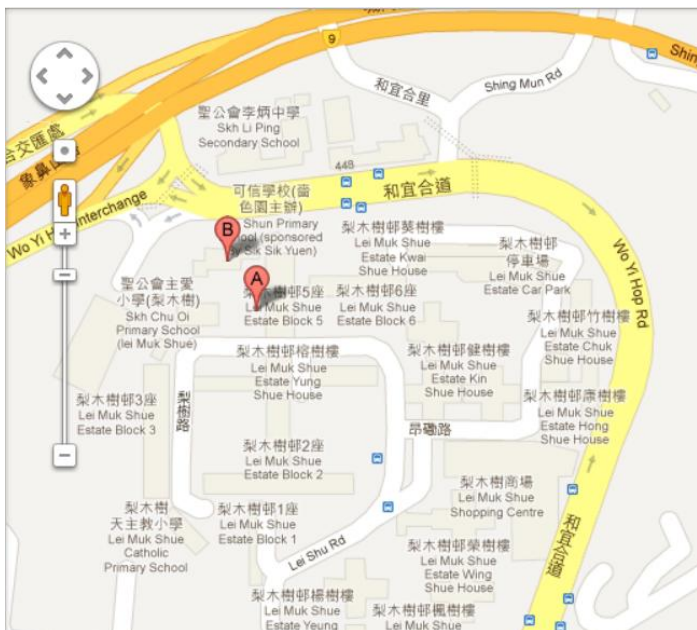 9
和宜合里
Shing Mun Rd
Shing
聖公會李炳中學
Skh Li Ping
Secondary School
合交匯處
象鼻山
448
和宜合道
可信學校(嗇
色園主辦)
Shun Primary
(sponsored
by Sik Sik Yuen)
Wo Yi Hop Interchange
B
A
梨木樹邨葵樹樓
Lei Muk Shue
Estate Kwai
Shue House
梨木樹邨
停車場
Lei Muk Shue
Estate Car Park
Wo Yi Hop Rd
聖公會主愛
小學(梨木樹)
Skh Chu Oi
Primary School
(lei Muk Shue)
梨木樹邨5座
Lei Muk Shue
Estate Block 5
梨木樹邨6座
Lei Muk Shue
Estate Block 6
梨木樹邨竹樹樓
Lei Muk Shue
Estate Chuk
Shue House
梨木樹邨榕樹樓
Lei Muk Shue
Estate Yung
Shue House
梨木樹邨健樹樓
Lei Muk Shue
Estate Kin
Shue House
梨木樹邨康樹樓
Lei Muk Shue
Estate Hong
Shue House
梨木樹邨3座
Lei Muk Shue
Estate Block 3
梨樹路
昂磡路
梨木樹邨2座
Lei Muk Shue
Estate Block 2
梨木樹商場
Lei Muk Shue
Shopping Centre
梨木樹
天主教小學
Lei Muk Shue
Catholic
Primary School
梨木樹邨1座
Lei Muk Shue
Estate Block 1
Lei Shu Rd
和宜合道
梨木樹邨榮樹樓
Lei Muk Shue
Estate Wing
Shue House
梨木樹邨楊樹樓
Lei Muk Shue
Estate Yeung
梨木樹邨楓樹樓
Lei Muk Shue